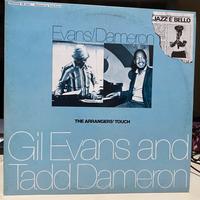 Evans/Dameron
JAZZ È BELLO
THE ARRANGERS' TOUCH
Gil Evans and
Tadd Dameron